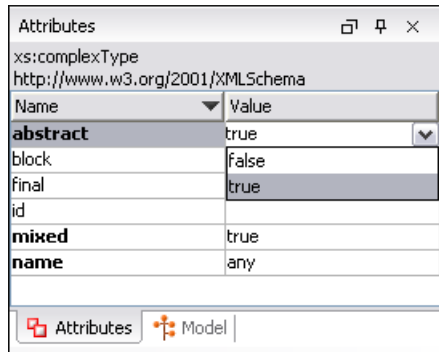 Attributes
xs:complexType
http://www.w3.org/2001/XMLSchema
Name Value
abstract true
block false
final true
id
mixed true
name any
Attributes Model